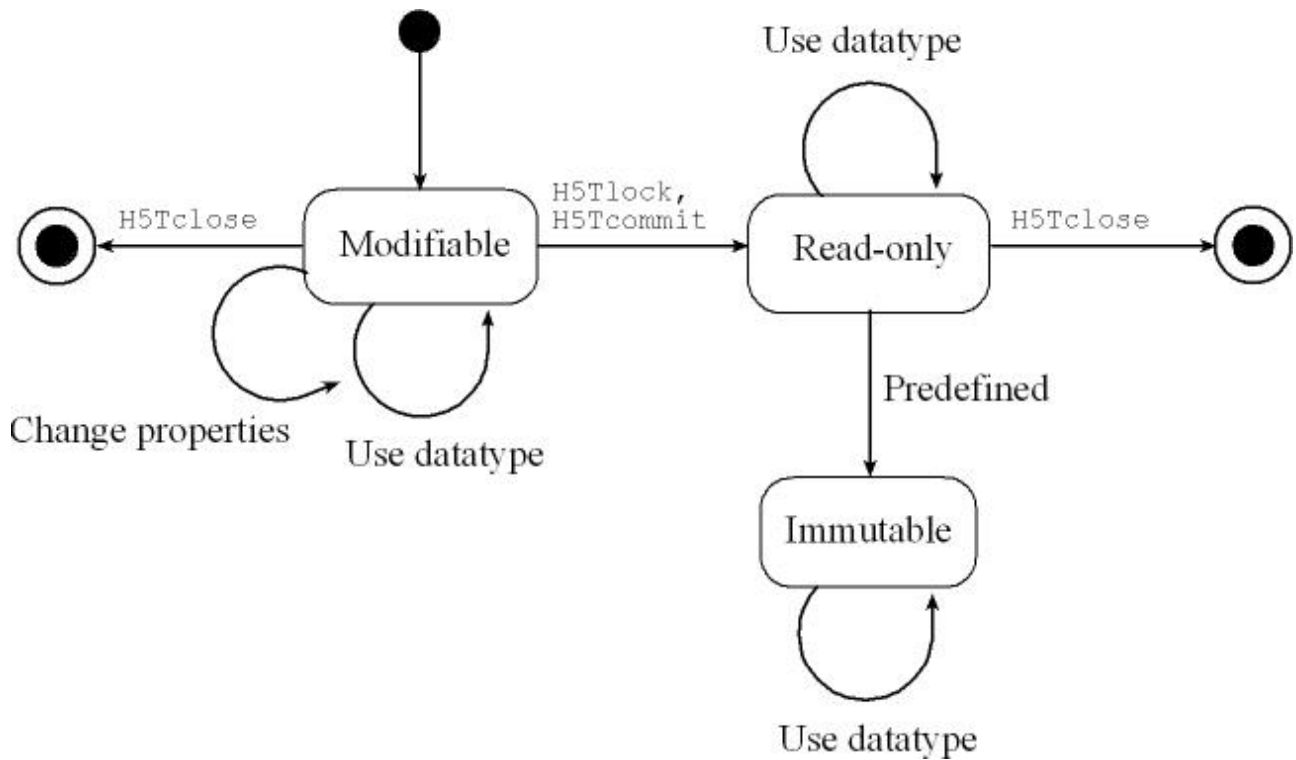 Use datatype
H5Tclose
Modifiable
H5Tlock,
H5Tcommit
Read-only
H5Tclose
Change properties
Use datatype
Predefined
Immutable
Use datatype